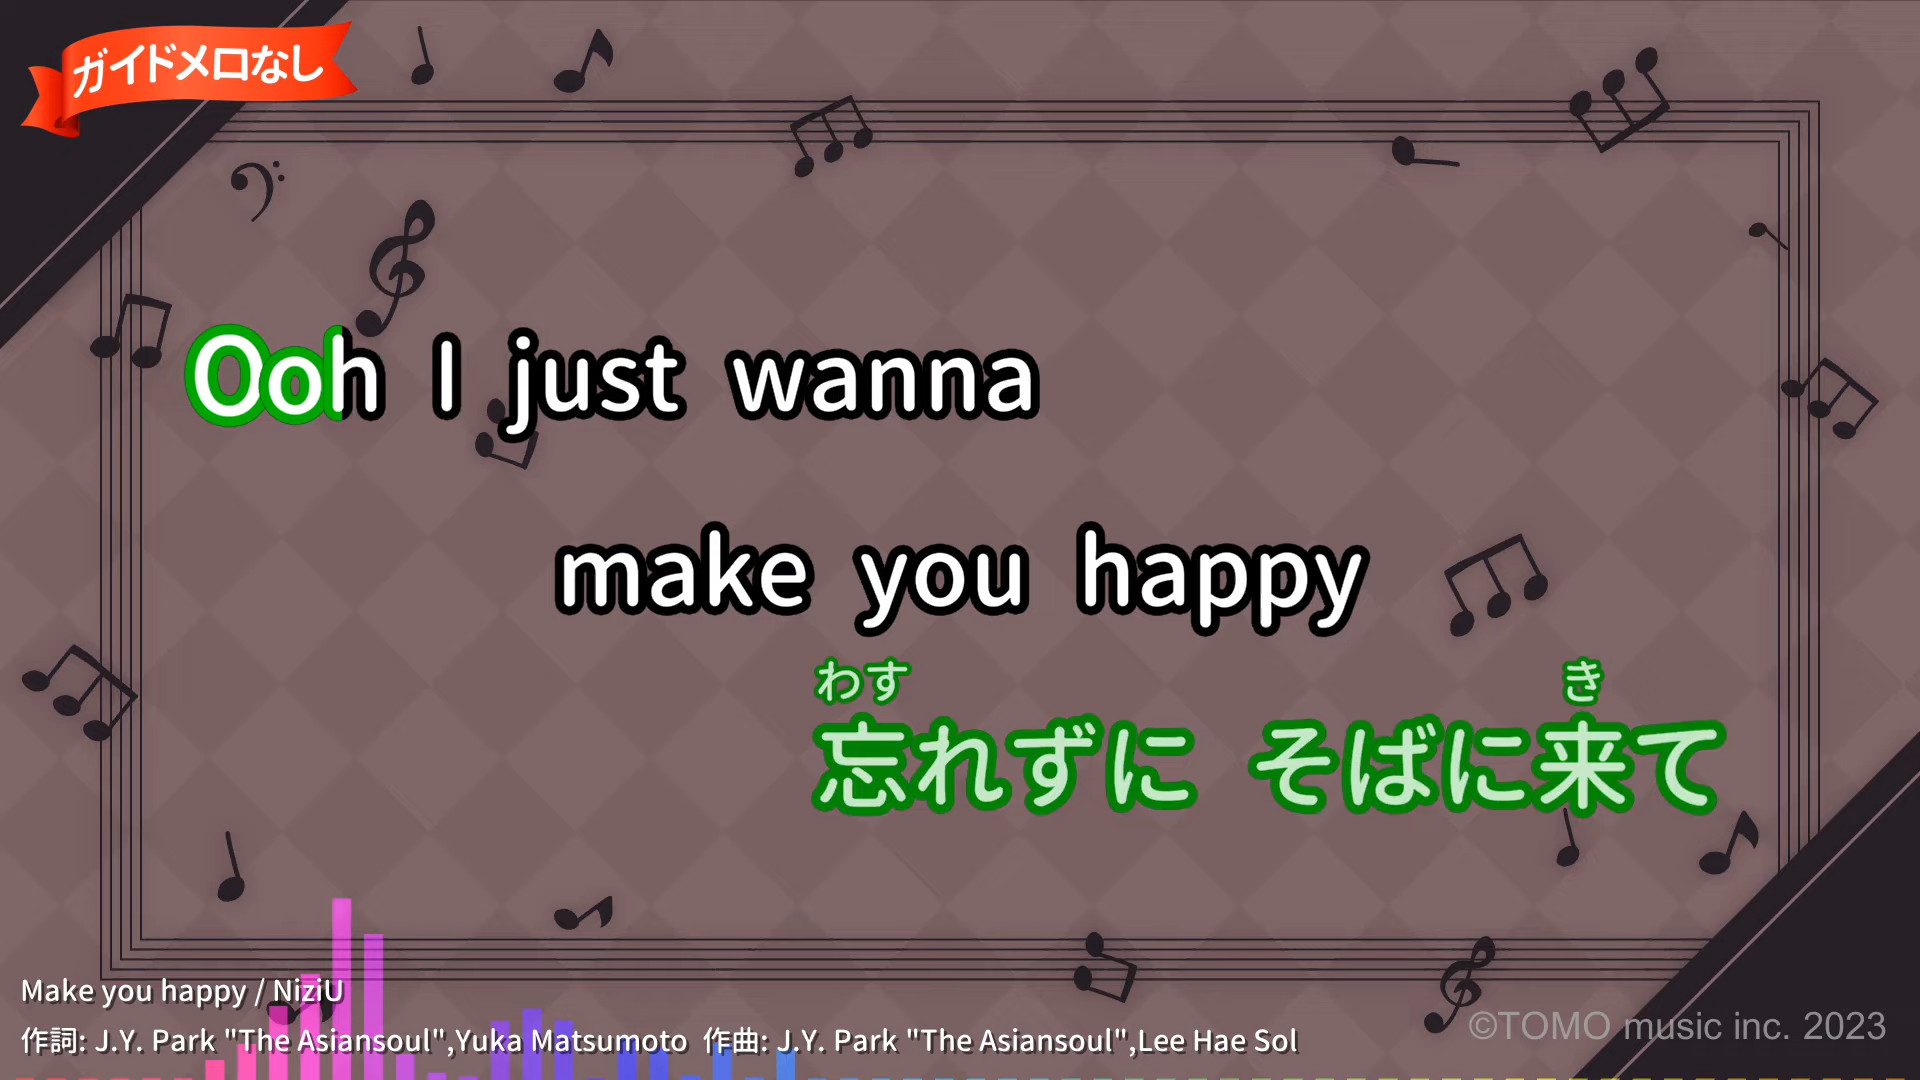 ガイドメロなし
Ooh I just wanna
make you happy
わす き
忘れずに そばに来て
Make you happy / NiziU
作詞: J.Y. Park "The Asiansoul",Yuka Matsumoto 作曲: J.Y. Park "The Asiansoul",Lee Hae Sol
©TOMO music inc. 2023